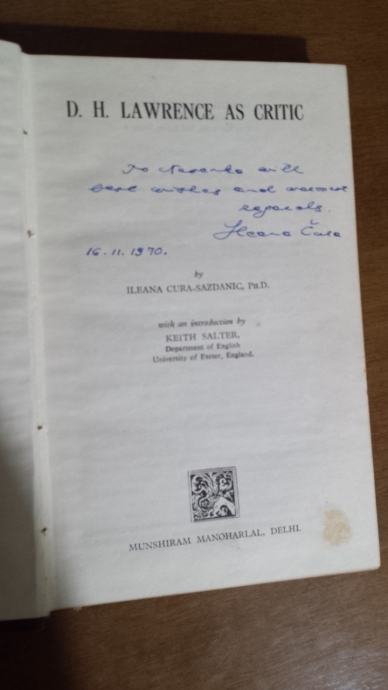 D. H. LAWRENCE AS CRITIC
To with
best wishes and warmest
regards.
Ileana Čura
16.11.1970.
by
ILEANA CURA-SAZDANIC, PH.D.
with an introduction by
KEITH SALTER,
Department of English
University of Exeter, England.
MUNSHIRAM MANOHARLAL, DELHI.